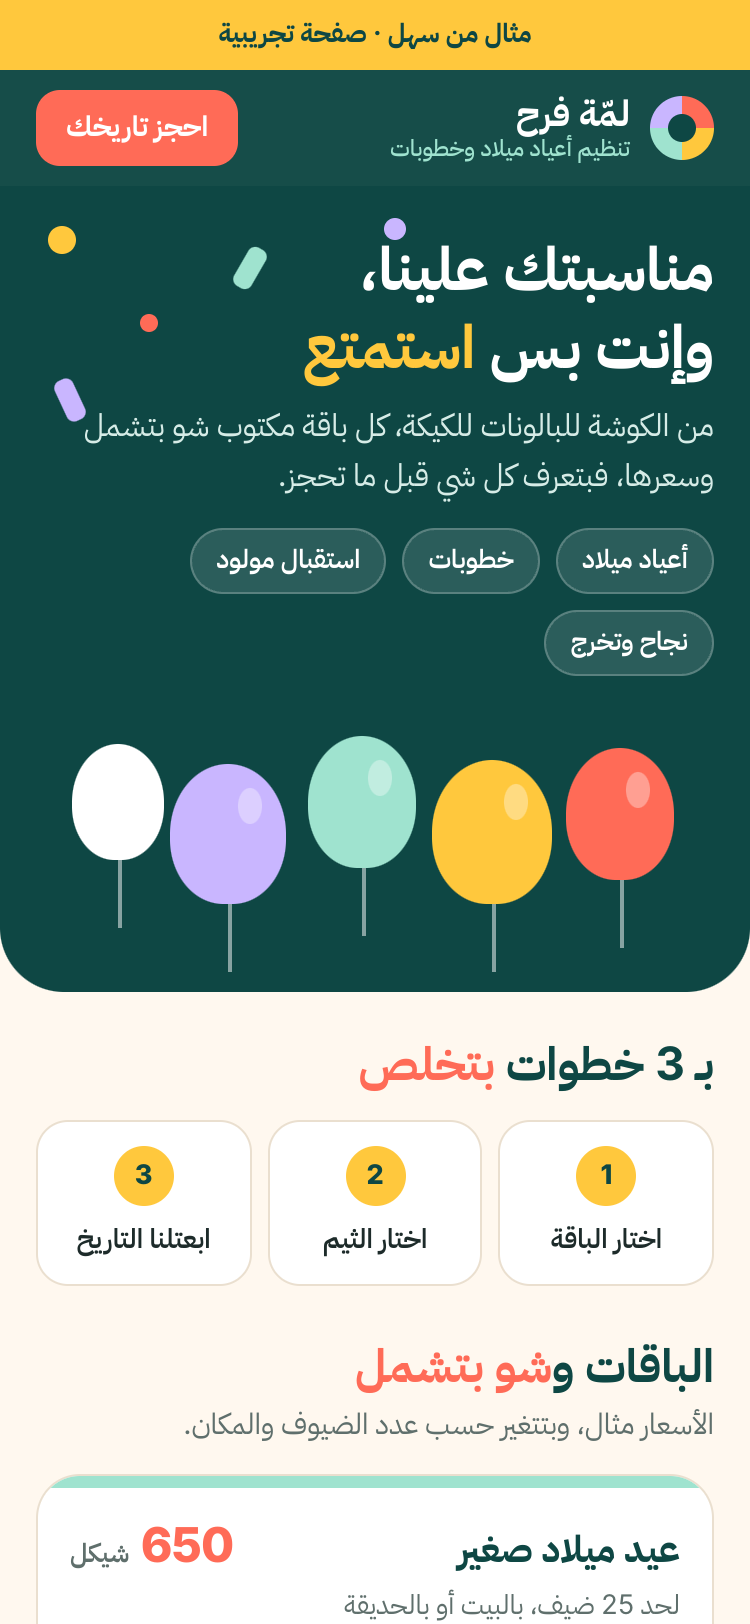 مثال من سهل · صفحة تجريبية
لمّة فرح
تنظيم أعياد ميلاد وخطوبات
احجز تاريخك
مناسبتك علينا،
وإنت بس استمتع
من الكوشة للبالونات للكيكة، كل باقة مكتوب شو بتشمل
وسعرها، فبتعرف كل شي قبل ما تحجز.
أعياد ميلاد
خطوبات
استقبال مولود
نجاح وتخرج
بـ 3 خطوات بتخلص
1
اختار الباقة
2
اختار الثيم
3
ابعتلنا التاريخ
الباقات وشو بتشمل
الأسعار مثال، وبتتغير حسب عدد الضيوف والمكان.
عيد ميلاد صغير
650 شيكل
لحد 25 ضيف، بالبيت أو بالحديقة